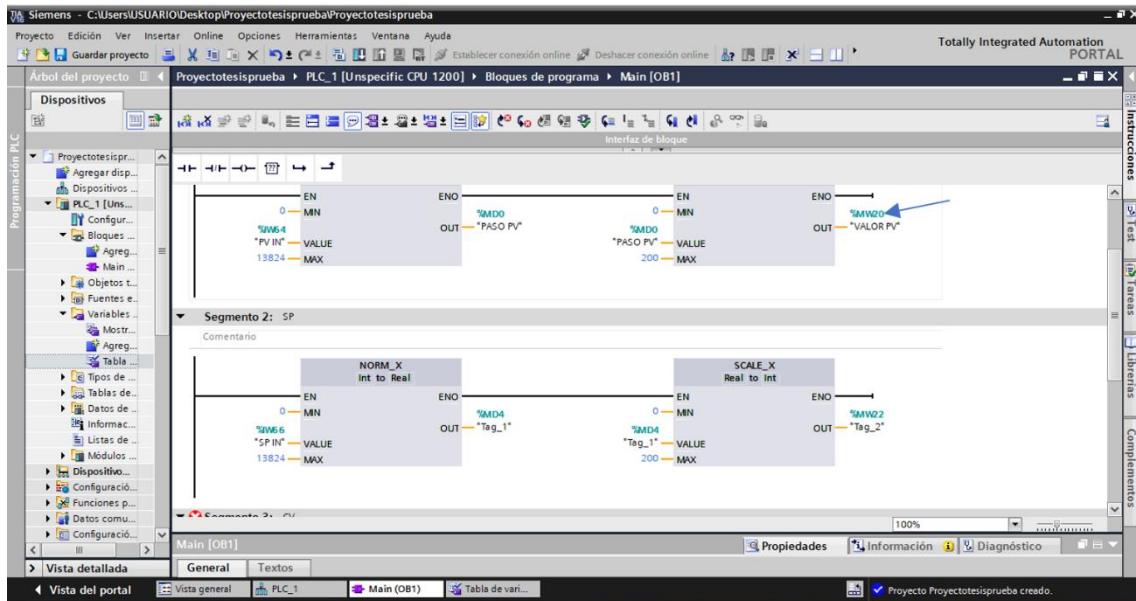 Siemens - C:\Users\USUARIO\Desktop\Proyectotesisprueba\Proyectotesisprueba
Proyecto Edición Ver Insertar Online Opciones Herramientas Ventana Ayuda
Guardar proyecto Establecer conexión online Deshacer conexión online
Totally Integrated Automation
PORTAL
Árbol del proyecto
Proyectotesisprueba PLC_1 [Unspecific CPU 1200] Bloques de programa Main [OB1]
Dispositivos
Interfaz de bloque
Programación PLC
Proyectotesispr...
Agregar disp...
Dispositivos ...
PLC_1 [Uns...
Configur...
Bloques ...
Agreg...
Main ...
Objetos t...
Fuentes e..
Variables ..
Mostr...
Agreg...
Tabla ...
Tipos de ...
Tablas de..
Datos de ..
Informac...
Listas de ..
Módulos ...
Dispositivo...
Configuració...
Funciones p...
Datos comu...
Configuració...
Vista detallada
EN ENO EN ENO
0 MIN %MD0 0 MIN %MW20
%IW64 OUT "PASO PV" %MD0 OUT "VALOR PV"
"PV IN" VALUE "PASO PV" VALUE
13824 MAX 200 MAX
Segmento 2: SP
Comentario
NORM_X SCALE_X
Int to Real Real to Int
EN ENO EN ENO
0 MIN %MD4 0 MIN %MW22
%IW66 OUT "Tag_1" %MD4 OUT "Tag_2"
"SP IN" VALUE "Tag_1" VALUE
13824 MAX 200 MAX
Segmento 3: CV
100%
Main [OB1]
Propiedades Información Diagnóstico
General Textos
Instrucciones
Test
Tareas
Librerías
Complementos
Vista del portal Vista general PLC_1 Main (OB1) Tabla de vari...
Proyecto Proyectotesisprueba creado.